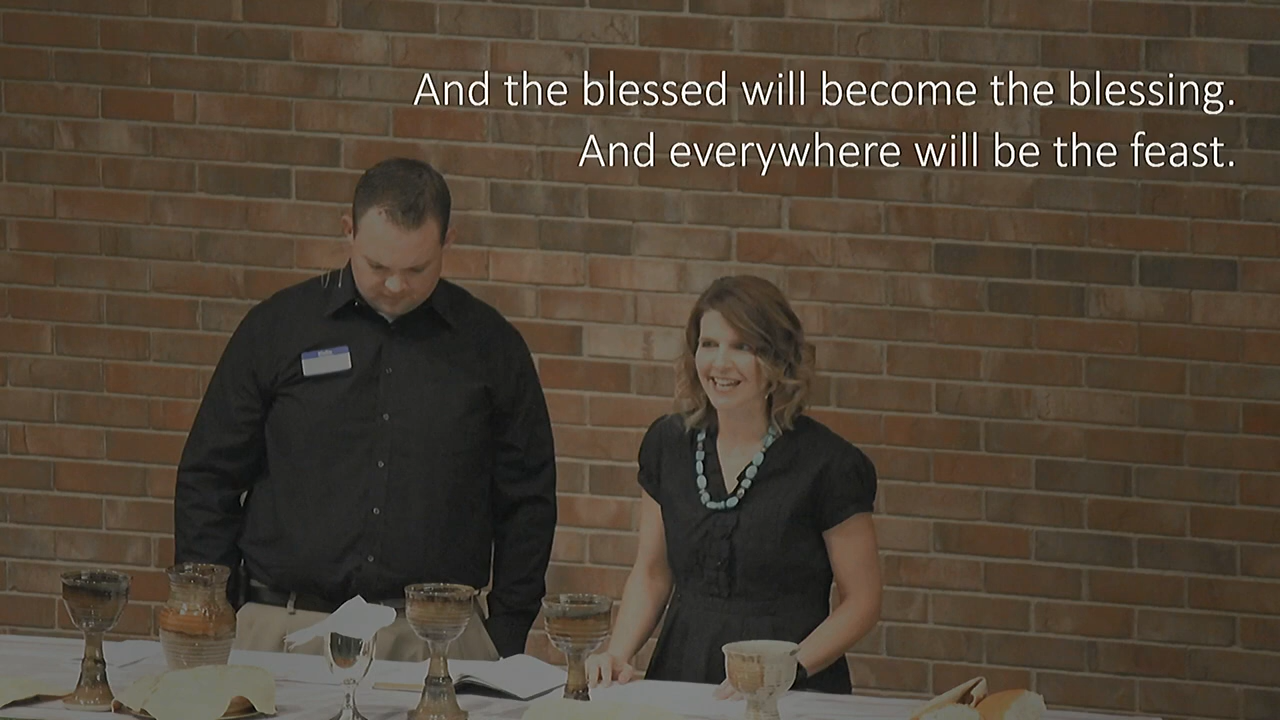 And the blessed will become the blessing.
And everywhere will be the feast.